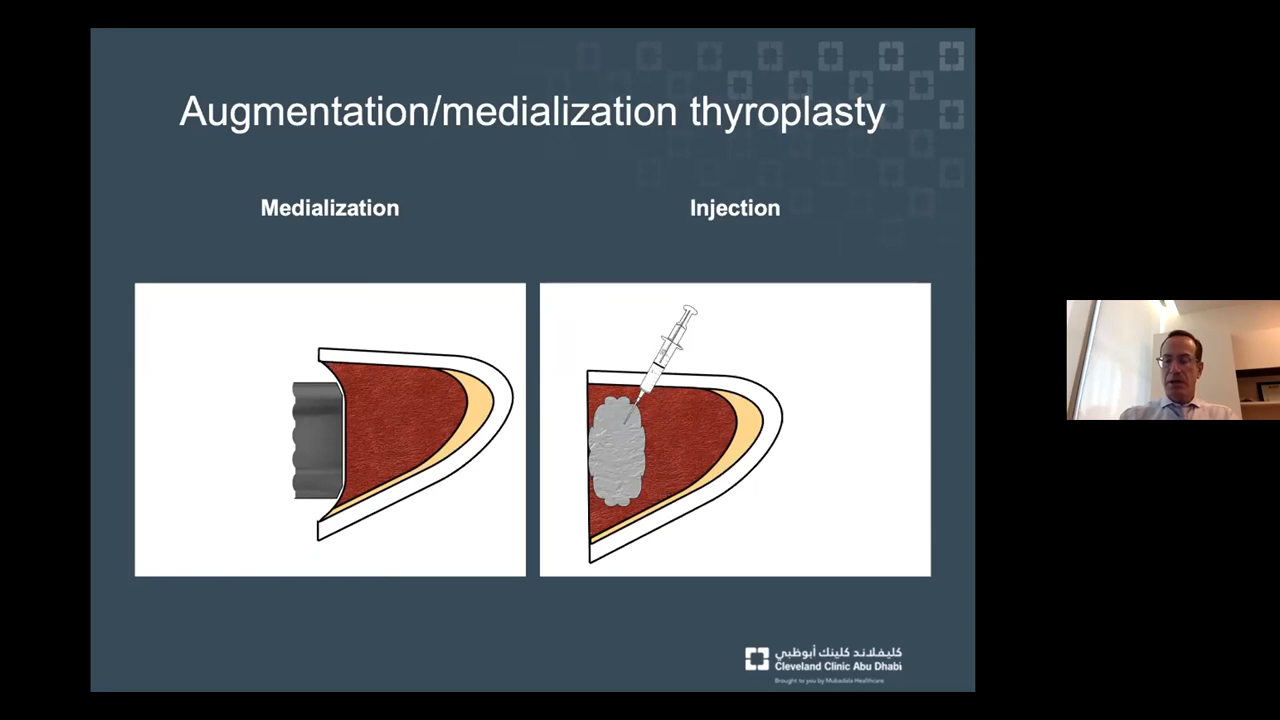 Augmentation/medialization thyroplasty
Medialization
Injection
كليفلاند كلينك أبوظبي
Cleveland Clinic Abu Dhabi
Brought to you by Mubadala Healthcare